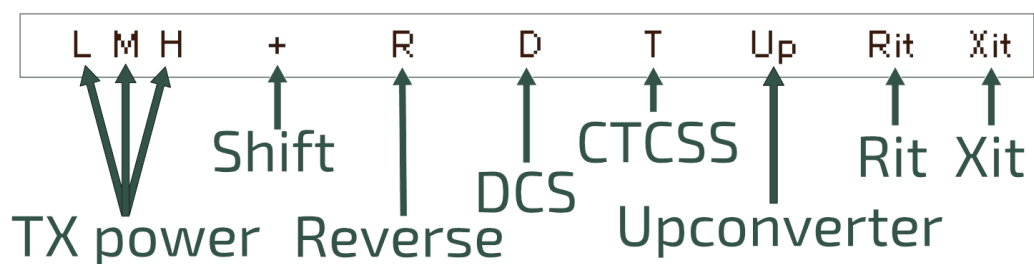 L M H + R D T Up Rit Xit
Shift CTCSS Rit Xit
DCS
TX power Reverse Upconverter